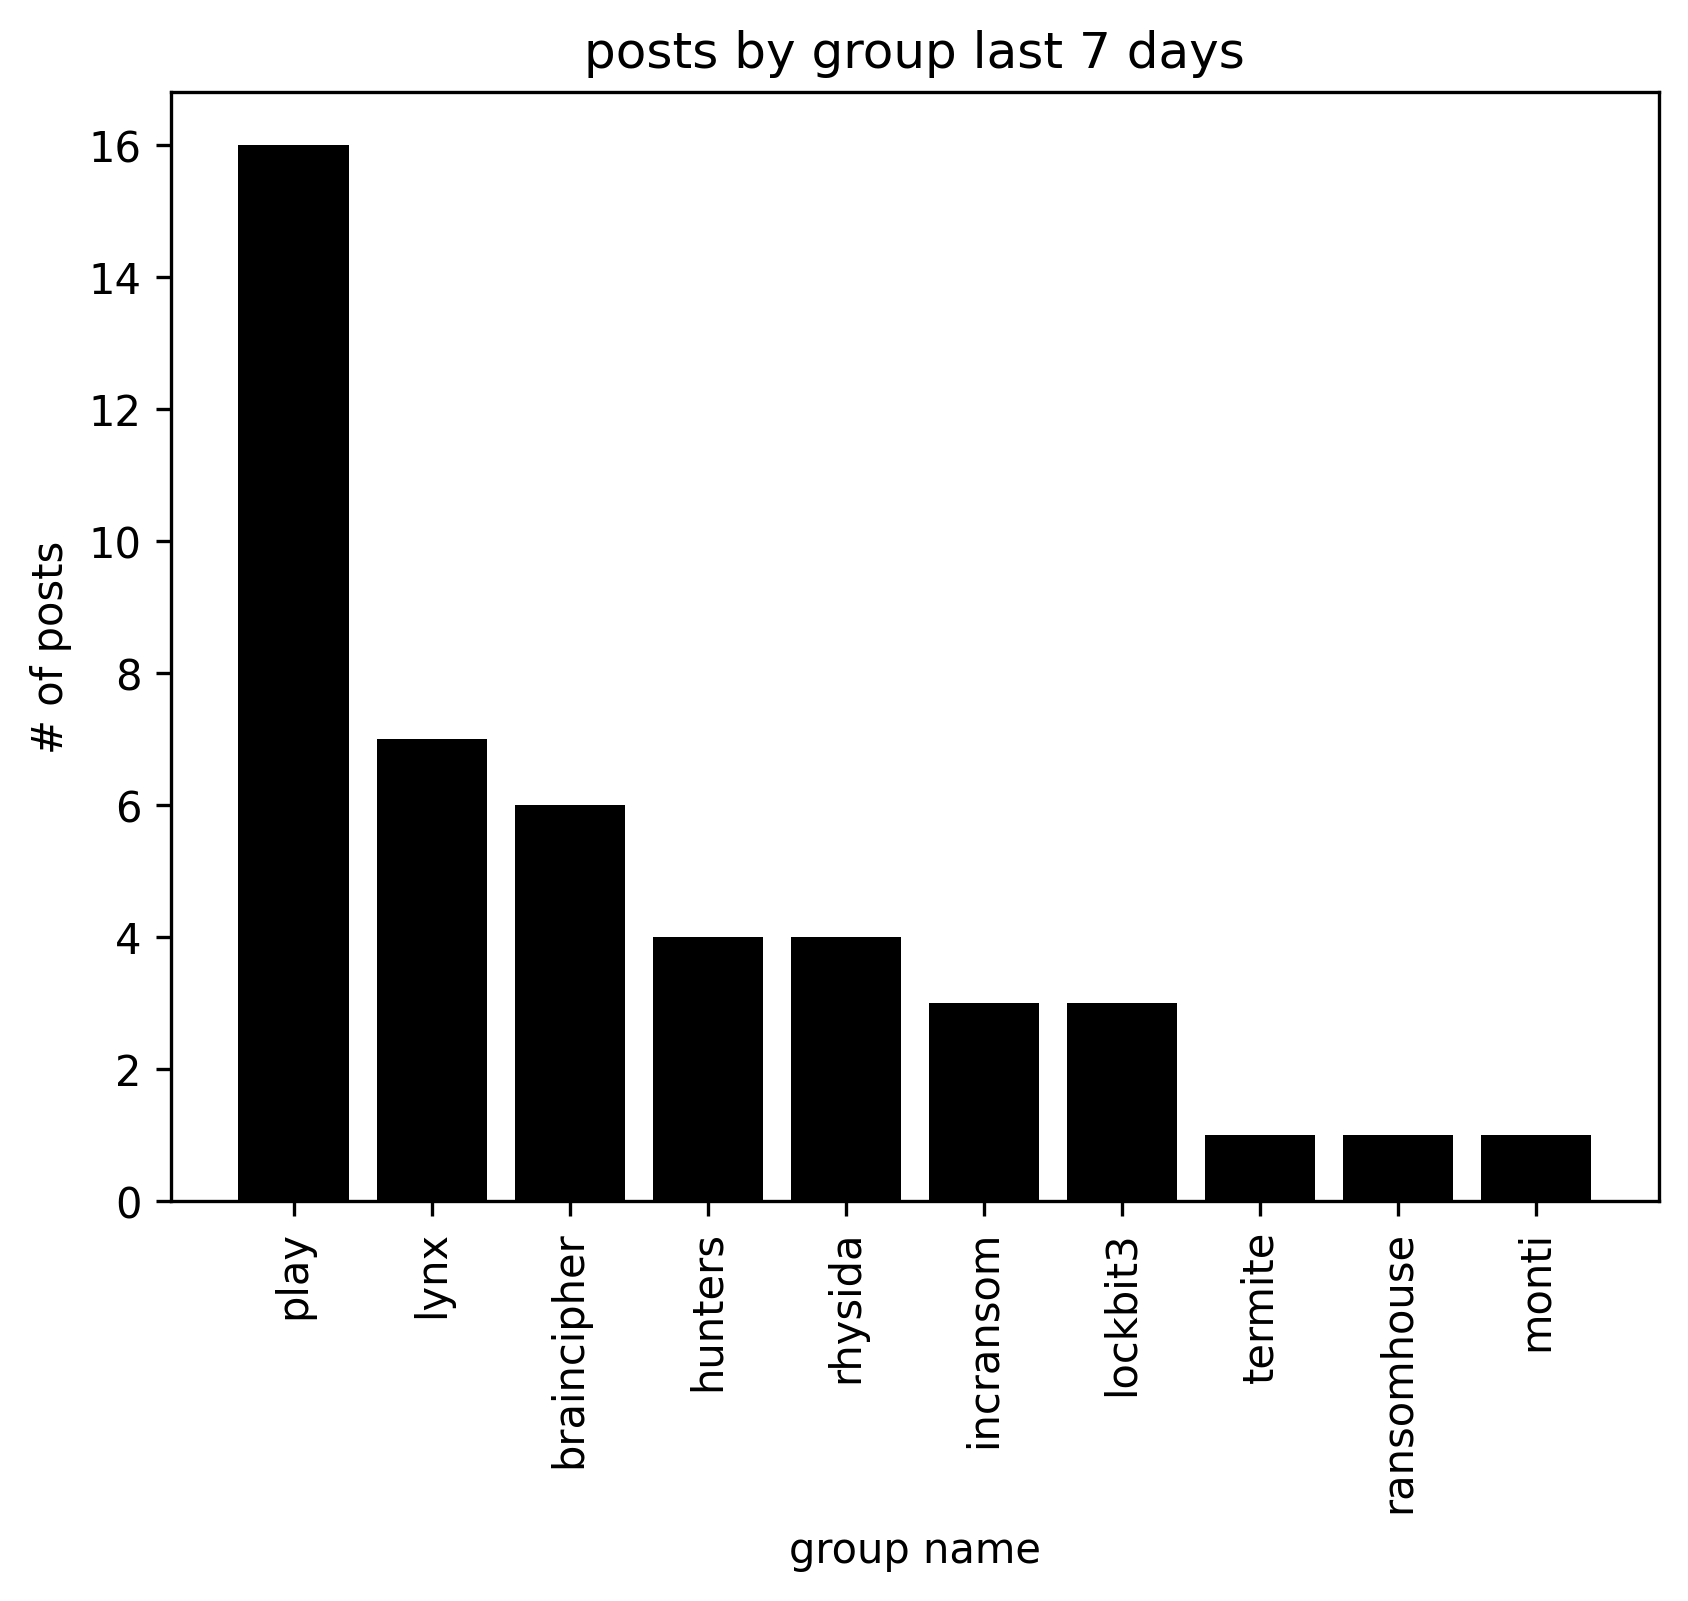 posts by group last 7 days
16
14
12
10
8
6
4
2
0
# of posts
play
lynx
braincipher
hunters
rhysida
incransom
lockbit3
termite
ransomhouse
monti
group name